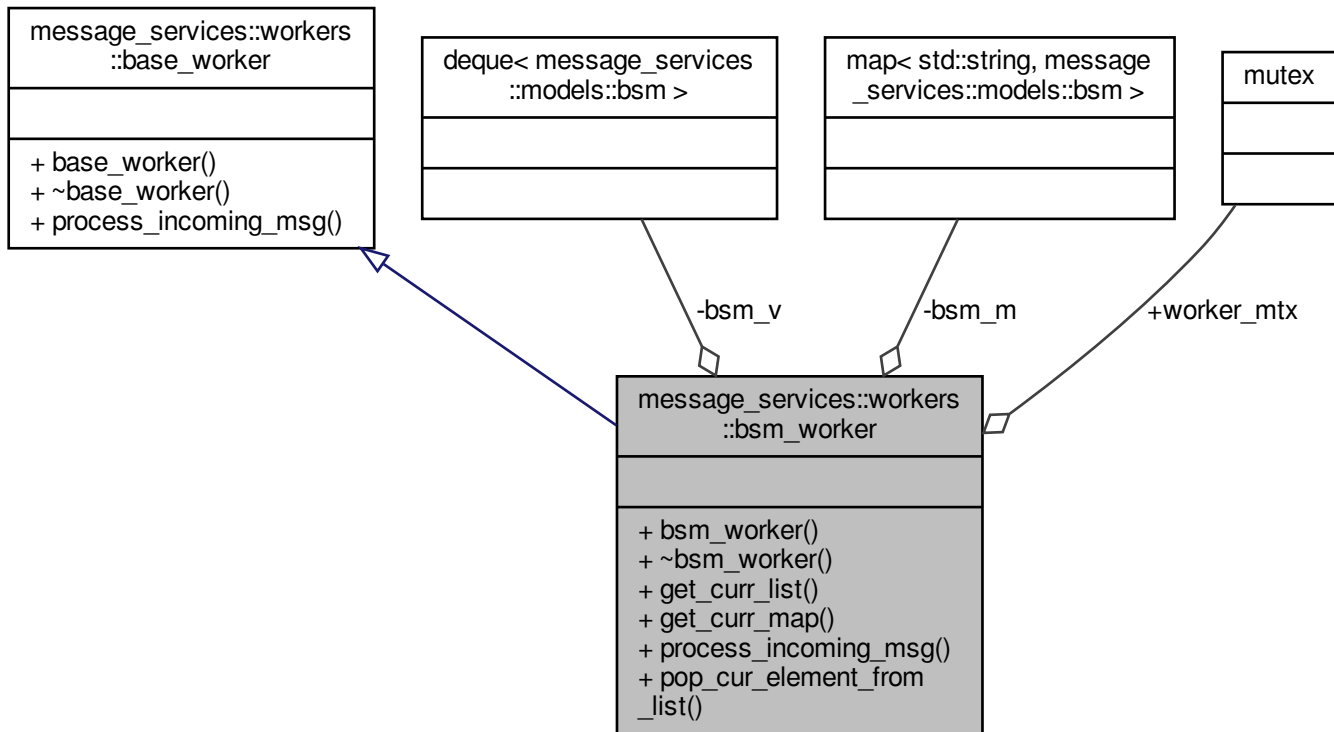 message_services::workers
::base_worker
+ base_worker()
+ ~base_worker()
+ process_incoming_msg()
deque< message_services
::models::bsm >
map< std::string, message
_services::models::bsm >
mutex
-bsm_v
-bsm_m
+worker_mtx
message_services::workers
::bsm_worker
+ bsm_worker()
+ ~bsm_worker()
+ get_curr_list()
+ get_curr_map()
+ process_incoming_msg()
+ pop_cur_element_from
_list()